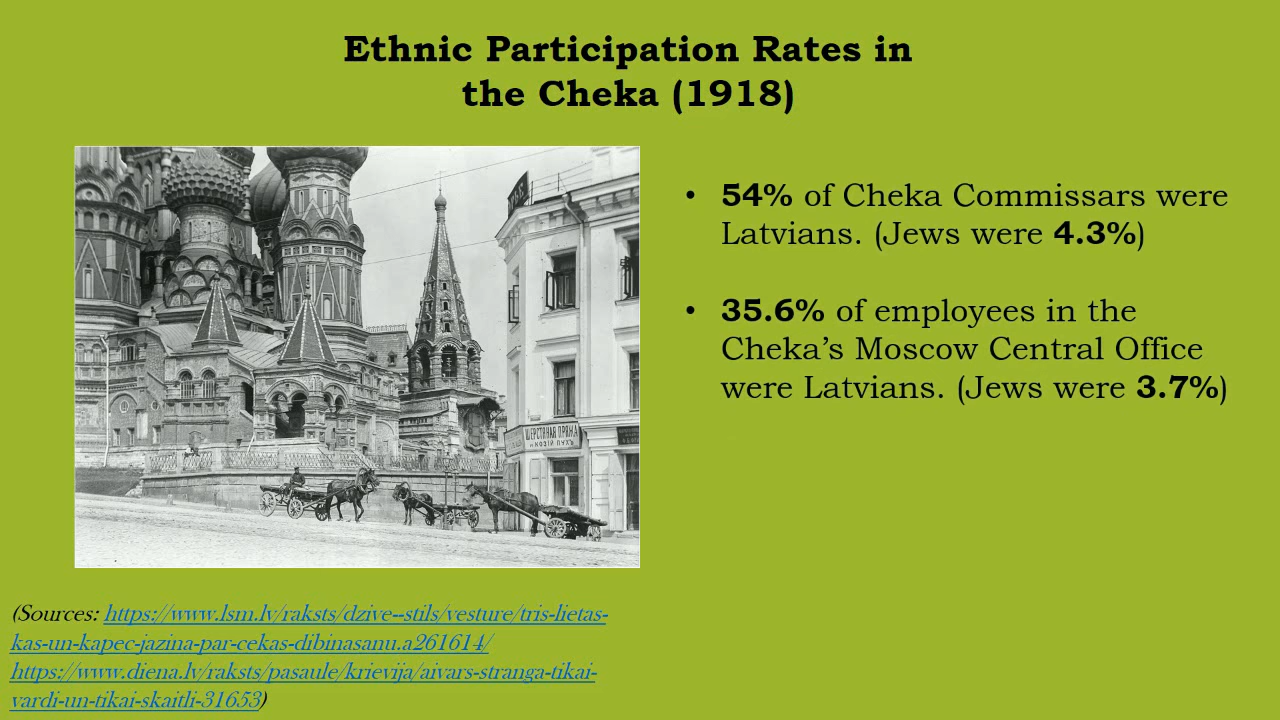 Ethnic Participation Rates in
the Cheka (1918)
• 54% of Cheka Commissars were
Latvians. (Jews were 4.3%)
• 35.6% of employees in the
Cheka’s Moscow Central Office
were Latvians. (Jews were 3.7%)
ШЕРСТЯНАЯ ПРЯЖА
(Sources: https://www.lsm.lv/raksts/dzive--stils/vesture/tris-lietas-
kas-un-kapec-jazina-par-cekas-dibinasanu.a261614/
https://www.diena.lv/raksts/pasaule/krievija/aivars-stranga-tikai-
vardi-un-tikai-skaitli-31653)